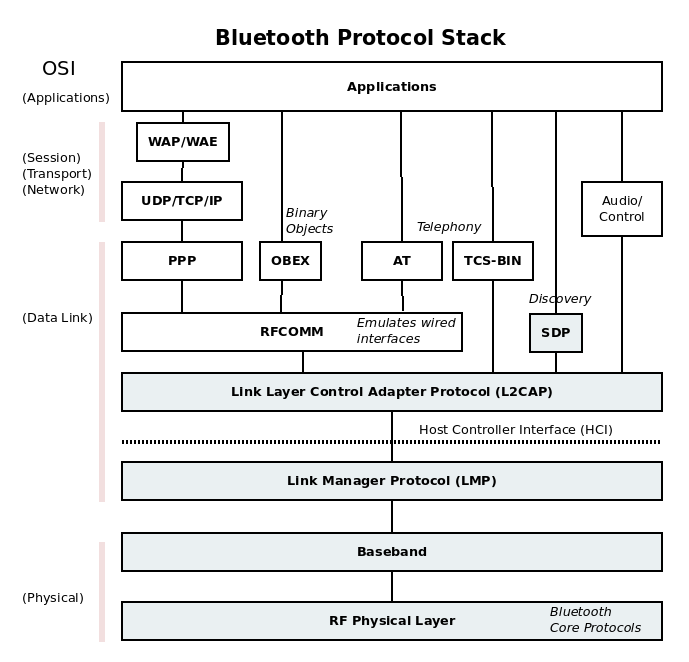 Bluetooth Protocol Stack
OSI
(Applications)
Applications
WAP/WAE
(Session)
(Transport)
(Network)
UDP/TCP/IP
Audio/
Control
Binary
Objects
Telephony
PPP
OBEX
AT
TCS-BIN
Discovery
(Data Link)
RFCOMM
Emulates wired
interfaces
SDP
Link Layer Control Adapter Protocol (L2CAP)
Host Controller Interface (HCI)
Link Manager Protocol (LMP)
Baseband
(Physical)
RF Physical Layer
Bluetooth
Core Protocols